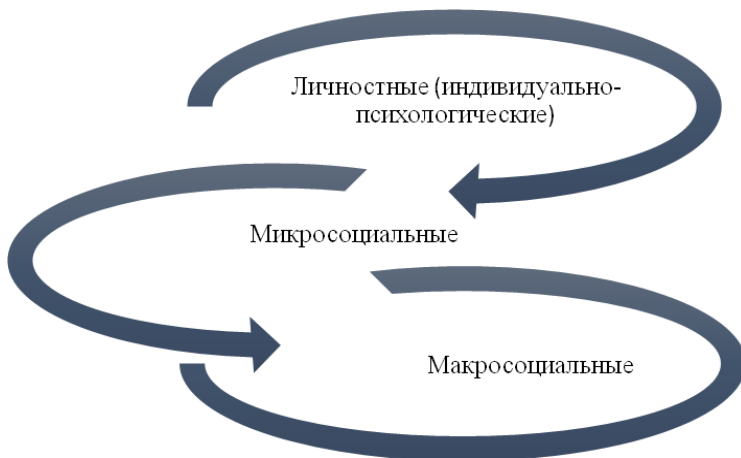 Личностные (индивидуально-
психологические)
Микросоциальные
Макросоциальные